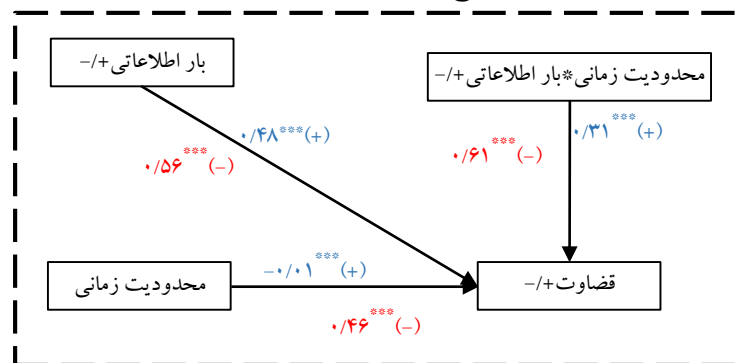 بار اطلاعاتی+/-
محدودیت زمانی*بار اطلاعاتی+/-
۰/۴۸***(+)
۰/۳۱***(+)
۰/۵۶***(-)
۰/۶۱***(-)
محدودیت زمانی
-۰/۰۱***(+)
قضاوت+/-
۰/۴۶***(-)